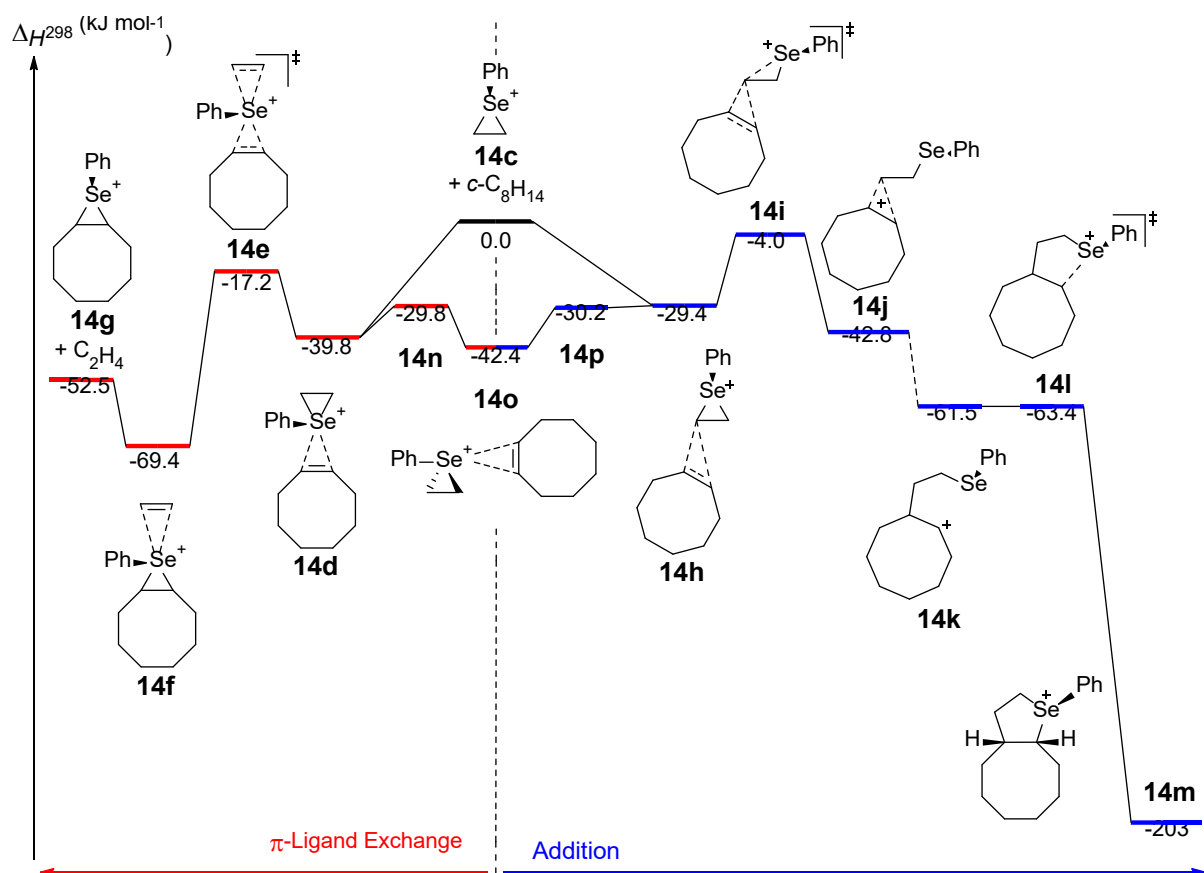 ΔH298 (kJ mol-1
)
‡
Ph Se+
14e
-17.2
Ph
Se+
14g
+ C2H4
-52.5
-69.4
Ph Se+
14f
-39.8
Ph Se+
14d
-29.8
14n
Ph
Se+
14c
+ c-C8H14
0.0
-42.4
14o
Ph Se+
-30.2
14p
-29.4
Ph
Se+
14h
+ Se Ph ‡
14i
-4.0
Se Ph
+
14j
-42.8
-61.5
Ph
Se
+
14k
+ Se Ph ‡
14l
-63.4
+ Se Ph
H H
14m
-203
π-Ligand Exchange
Addition